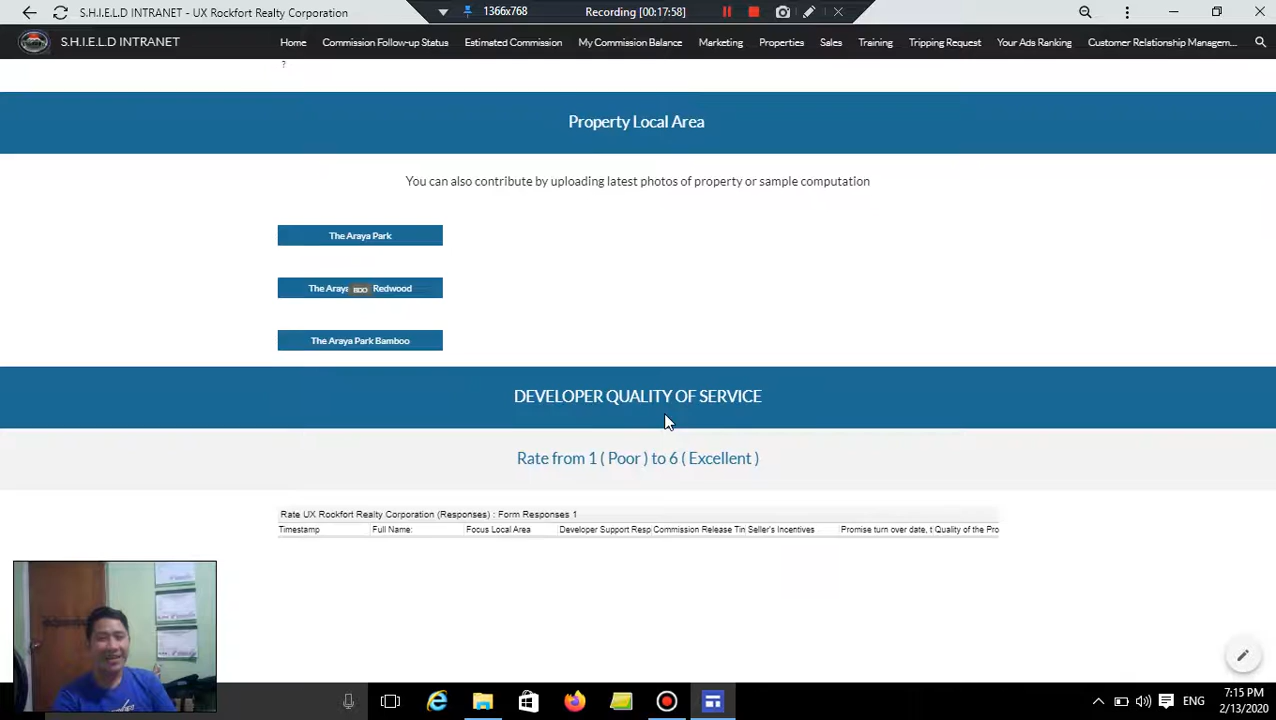 S.H.I.E.L.D INTRANET - UX Rockfort Realty Corporation
1366x768
Recording [00:17:58]
S.H.I.E.L.D INTRANET
Home
Commission Follow-up Status
Estimated Commission
My Commission Balance
Marketing
Properties
Sales
Training
Tripping Request
Your Ads Ranking
Customer Relationship Managem...
?
Property Local Area
You can also contribute by uploading latest photos of property or sample computation
The Araya Park
The Araya Redwood
The Araya Park Bamboo
DEVELOPER QUALITY OF SERVICE
Rate from 1 ( Poor ) to 6 ( Excellent )
Rate UX Rockfort Realty Corporation (Responses) : Form Responses 1
Timestamp
Full Name:
Focus Local Area
Developer Support Resp
Commission Release Tin
Seller's Incentives
Promise turn over date, t
Quality of the Pro
ENG
7:15 PM
2/13/2020